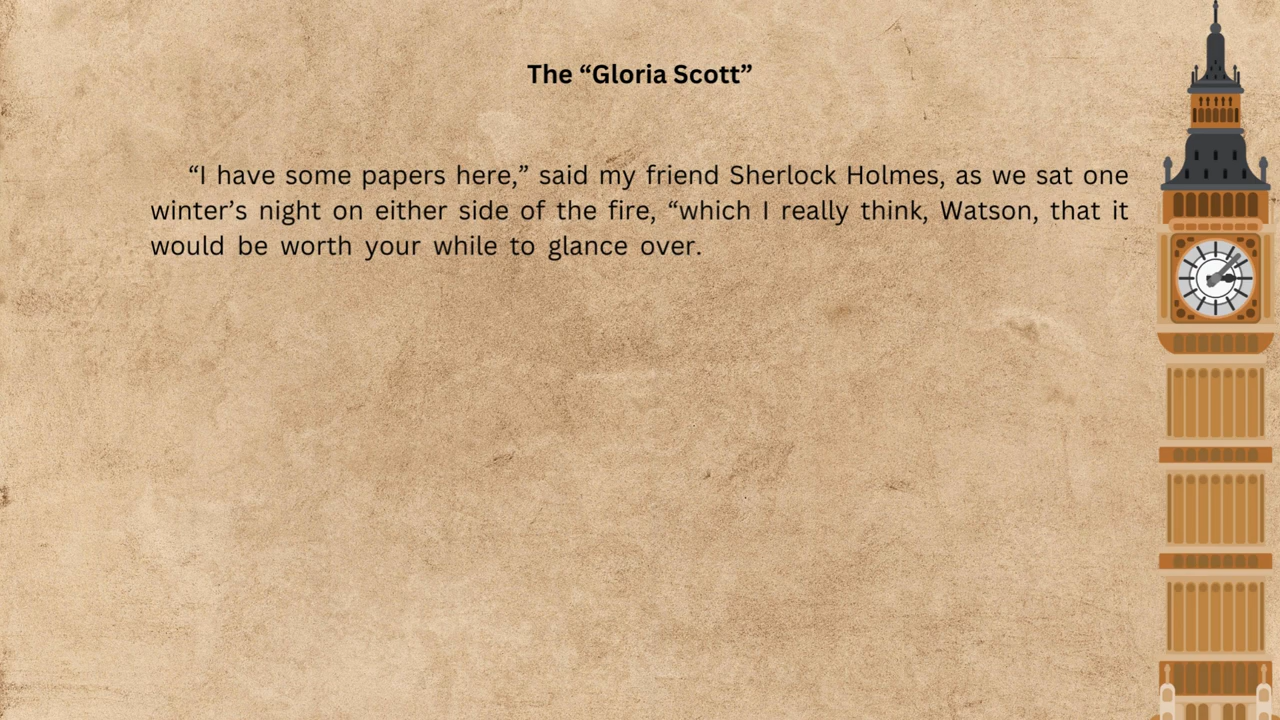 The “Gloria Scott”
“I have some papers here,” said my friend Sherlock Holmes, as we sat one
winter’s night on either side of the fire, “which I really think, Watson, that it
would be worth your while to glance over.